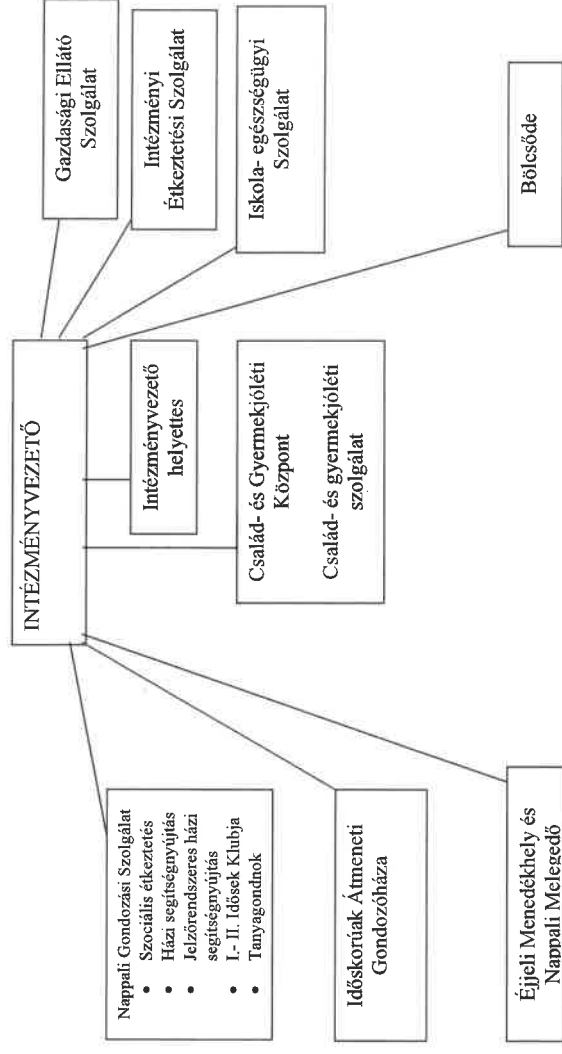 INTÉZMÉNYVEZETŐ
Gazdasági Ellátó
Szolgálat
Intézményi
Étkeztetési Szolgálat
Iskola- egészségügyi
Szolgálat
Bölcsőde
Intézményvezető
helyettes
Család- és Gyermekjóléti
Központ
Család- és gyermekjóléti
szolgálat
Nappali Gondozási Szolgálat
• Szociális étkeztetés
• Házi segítségnyújtás
• Jelzőrendszeres házi
segítségnyújtás
• I.- II. Idősek Klubja
• Tanyagondnok
Időskorúak Átmeneti
Gondozóháza
Éjjeli Menedékhely és
Nappali Melegedő